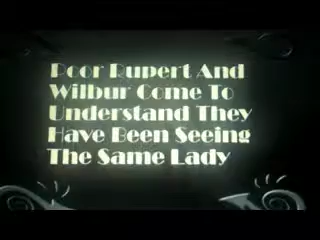 Poor Rupert And
Wilbur Come To
Understand They
Have Been Seeing
The Same Lady